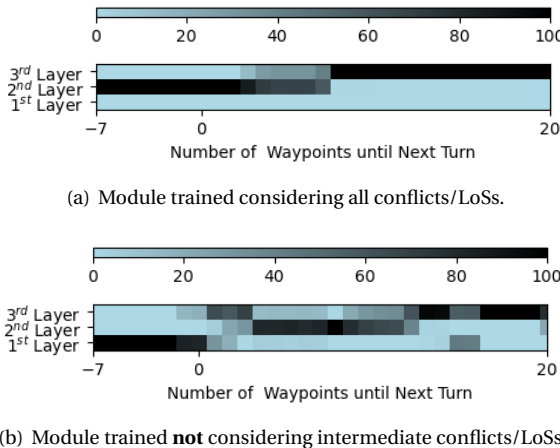 0 20 40 60 80 100
3rd Layer
2nd Layer
1st Layer
−7 0 20
Number of Waypoints until Next Turn
(a) Module trained considering all conflicts/LoSs.
0 20 40 60 80 100
3rd Layer
2nd Layer
1st Layer
−7 0 20
Number of Waypoints until Next Turn
(b) Module trained not considering intermediate conflicts/LoSs